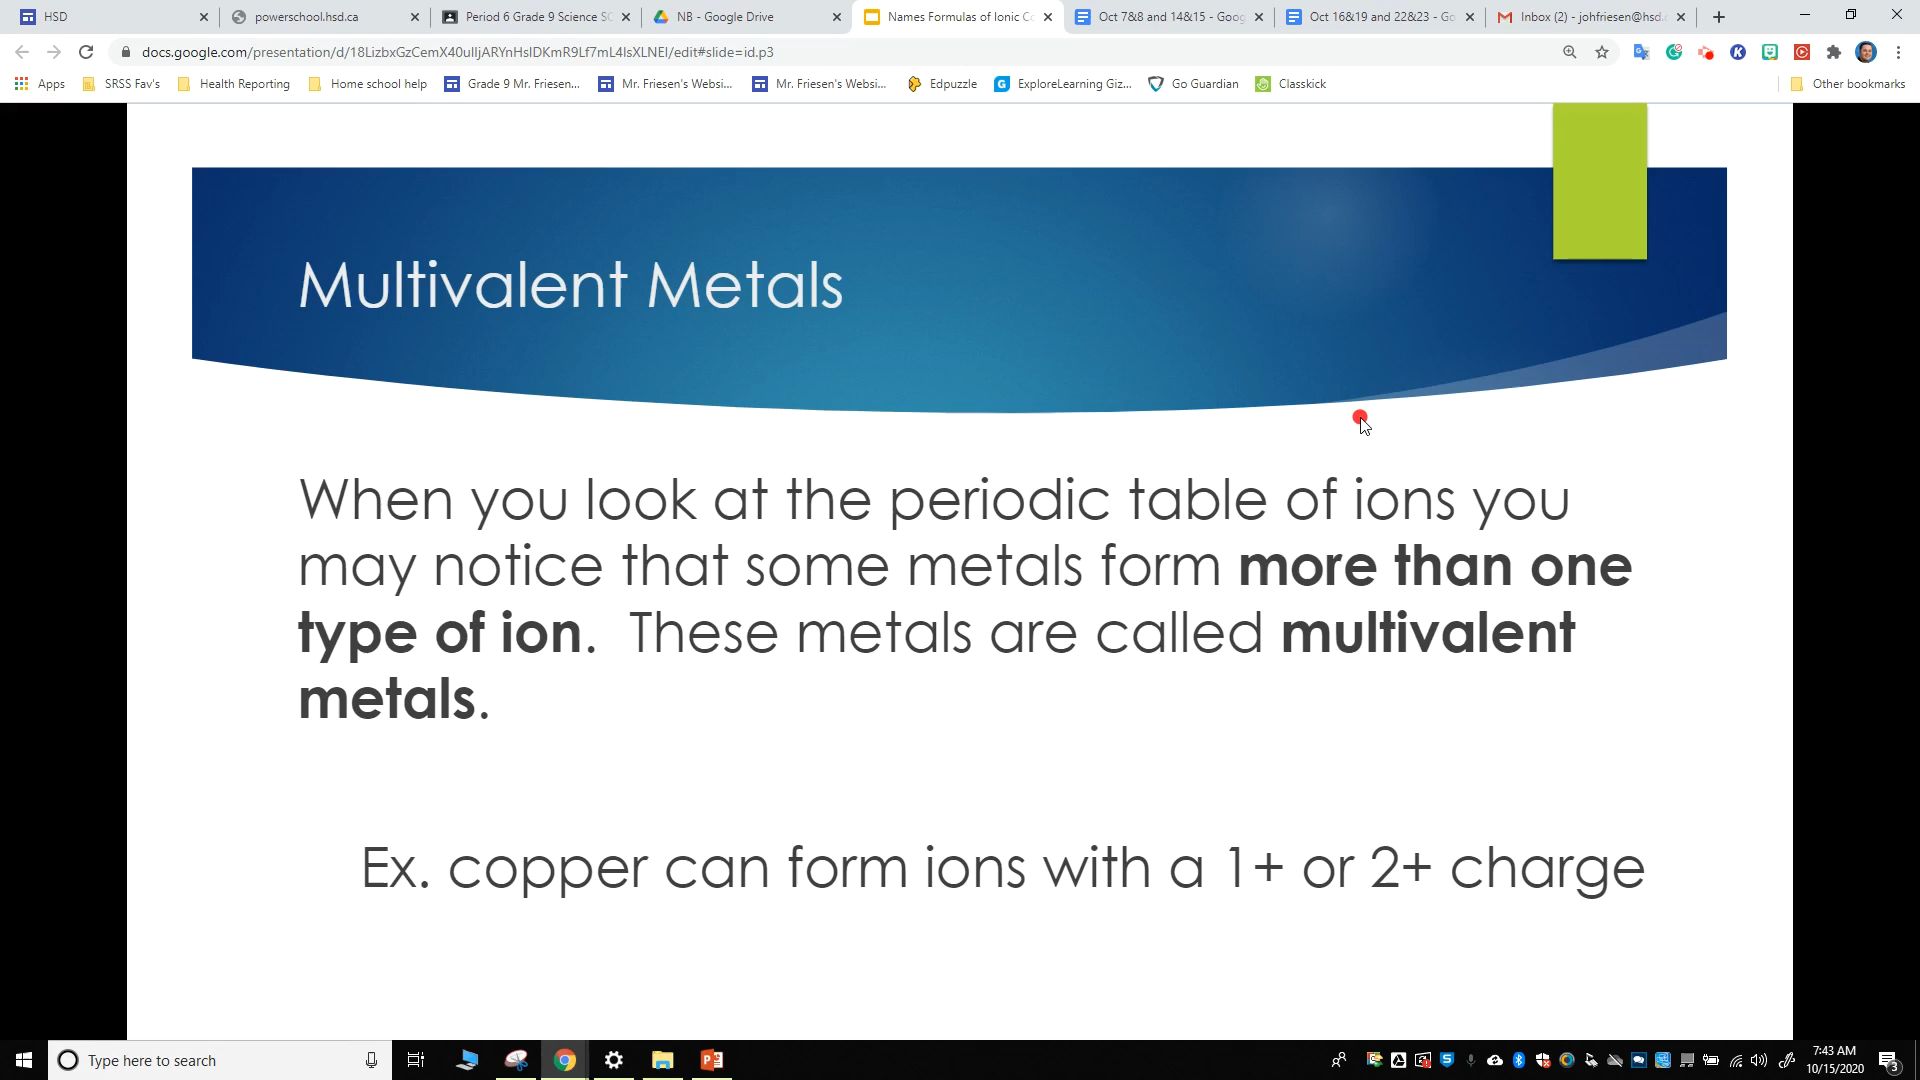 HSD
powerschool.hsd.ca
Period 6 Grade 9 Science SC
NB - Google Drive
Names Formulas of Ionic Co
Oct 7&8 and 14&15 - Goog
Oct 16&19 and 22&23 - Go
Inbox (2) - johfriesen@hsd.
docs.google.com/presentation/d/18LizbxGzCemX40ulIjARYnHsIDKmR9Lf7mL4IsXLNEI/edit#slide=id.p3
Apps
SRSS Fav's
Health Reporting
Home school help
Grade 9 Mr. Friesen...
Mr. Friesen's Websi...
Mr. Friesen's Websi...
Edpuzzle
ExploreLearning Giz...
Go Guardian
Classkick
Other bookmarks
Multivalent Metals
When you look at the periodic table of ions you
may notice that some metals form more than one
type of ion. These metals are called multivalent
metals.
Ex. copper can form ions with a 1+ or 2+ charge
Type here to search
7:43 AM
10/15/2020
3